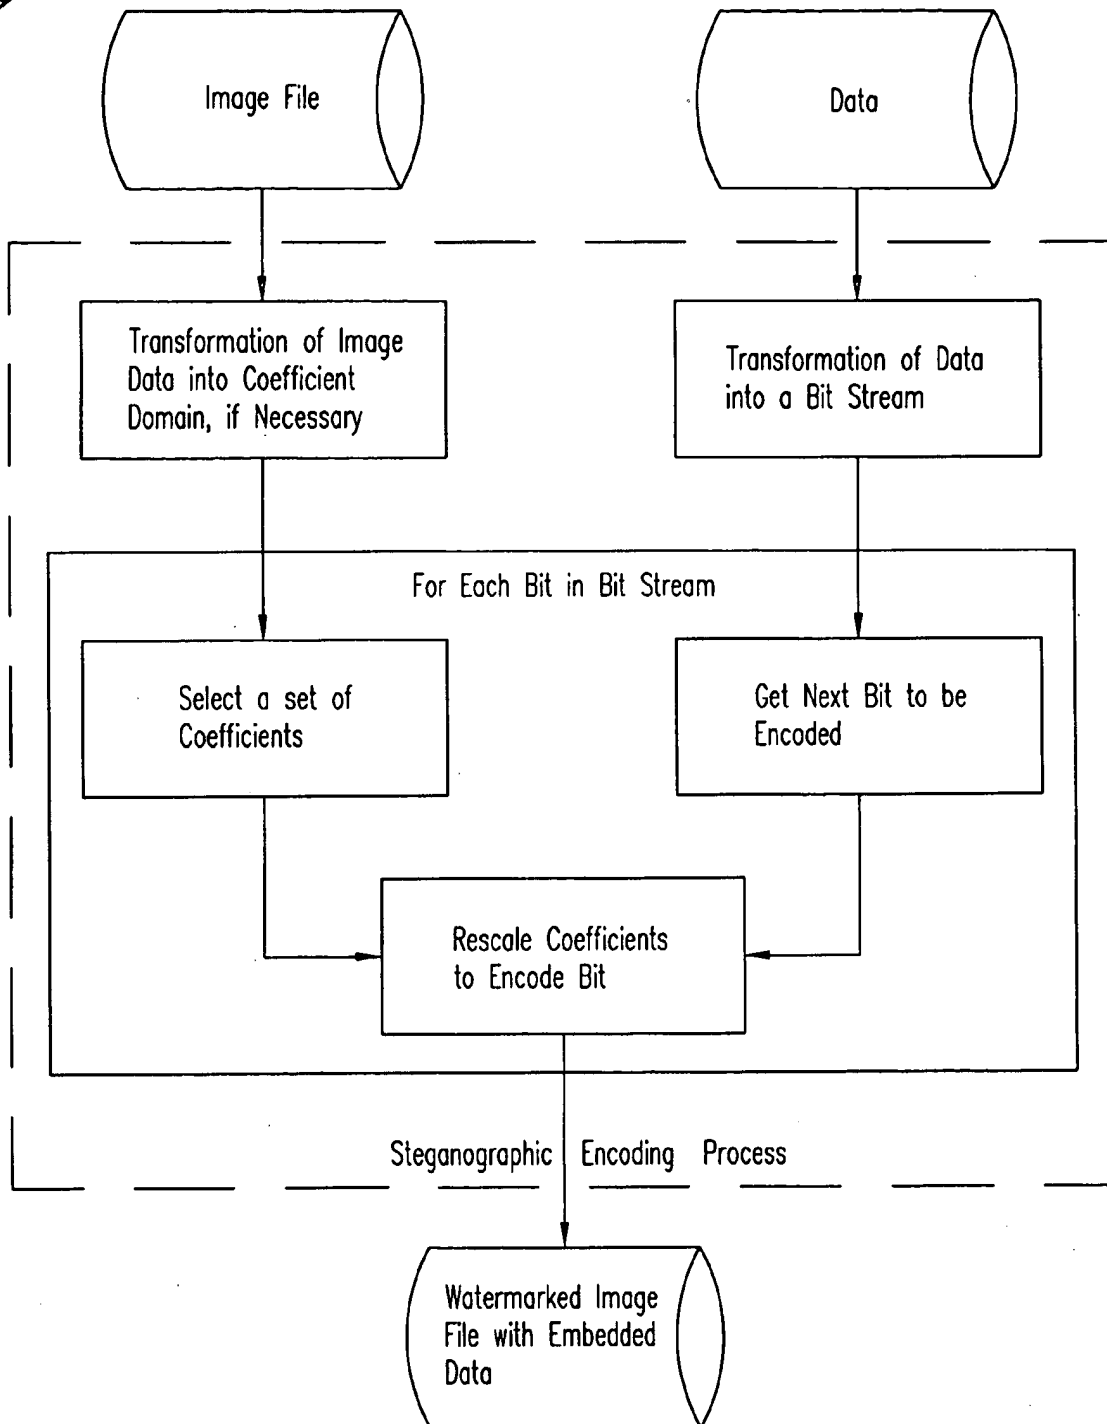 Image File
Data
Transformation of Image
Data into Coefficient
Domain, if Necessary
Transformation of Data
into a Bit Stream
For Each Bit in Bit Stream
Select a set of
Coefficients
Get Next Bit to be
Encoded
Rescale Coefficients
to Encode Bit
Steganographic Encoding Process
Watermarked Image
File with Embedded
Data